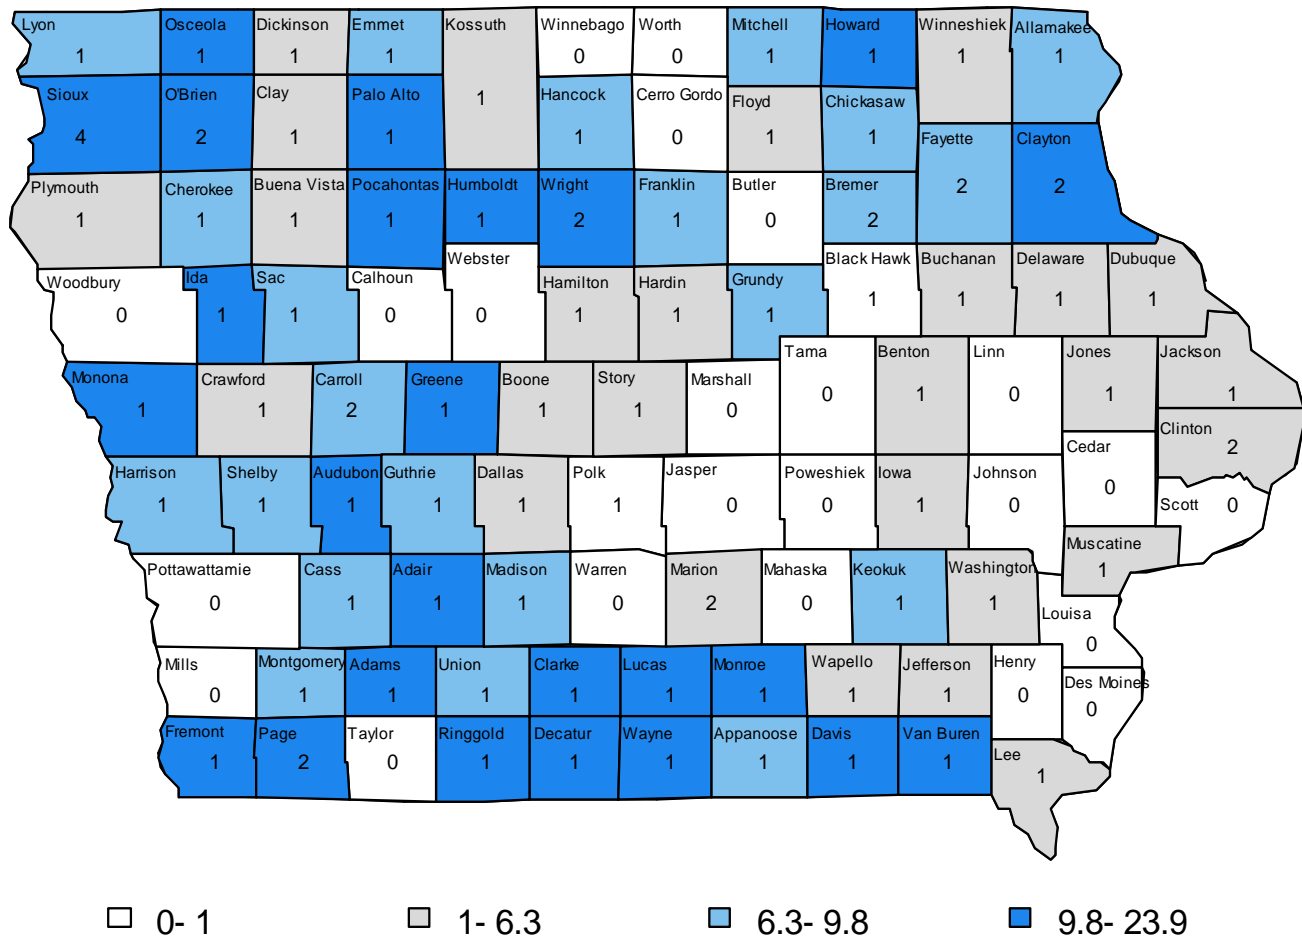 Lyon Osceola Dickinson Emmet Kossuth Winnebago Worth Mitchell Howard Winneshiek Allamakee
1 1 1 1 0 0 1 1 1 1
Sioux O'Brien Clay Palo Alto 1 Hancock Cerro Gordo Floyd Chickasaw
4 2 1 1 1 0 1 1
Fayette Clayton
2 2
Plymouth Cherokee Buena Vista Pocahontas Humboldt Wright Franklin Butler Bremer
1 1 1 1 1 2 1 0 2
Webster Black Hawk Buchanan Delaware Dubuque
Woodbury Ida Sac Calhoun Hamilton Hardin Grundy
0 1 1 0 0 1 1 1 1 1 1 1
Tama Benton Linn Jones Jackson
Monona Crawford Carroll Greene Boone Story Marshall
0 1 0 1 1
1 1 2 1 1 1 0
Clinton
2
Cedar
0
Harrison Shelby Audubon Guthrie Dallas Polk Jasper Poweshiek Iowa Johnson
1 1 1 1 1 1 0 0 1 0
Scott 0
Muscatine
1
Pottawattamie Cass Adair Madison Warren Marion Mahaska Keokuk Washington
0 1 1 1 0 2 0 1 1
Louisa
0
Mills Montgomery Adams Union Clarke Lucas Monroe Wapello Jefferson Henry
0 1 1 1 1 1 1 1 1 0
Des Moines
0
Fremont Page Taylor Ringgold Decatur Wayne Appanoose Davis Van Buren
1 2 0 1 1 1 1 1 1
Lee
1
0- 1 1- 6.3 6.3- 9.8 9.8- 23.9